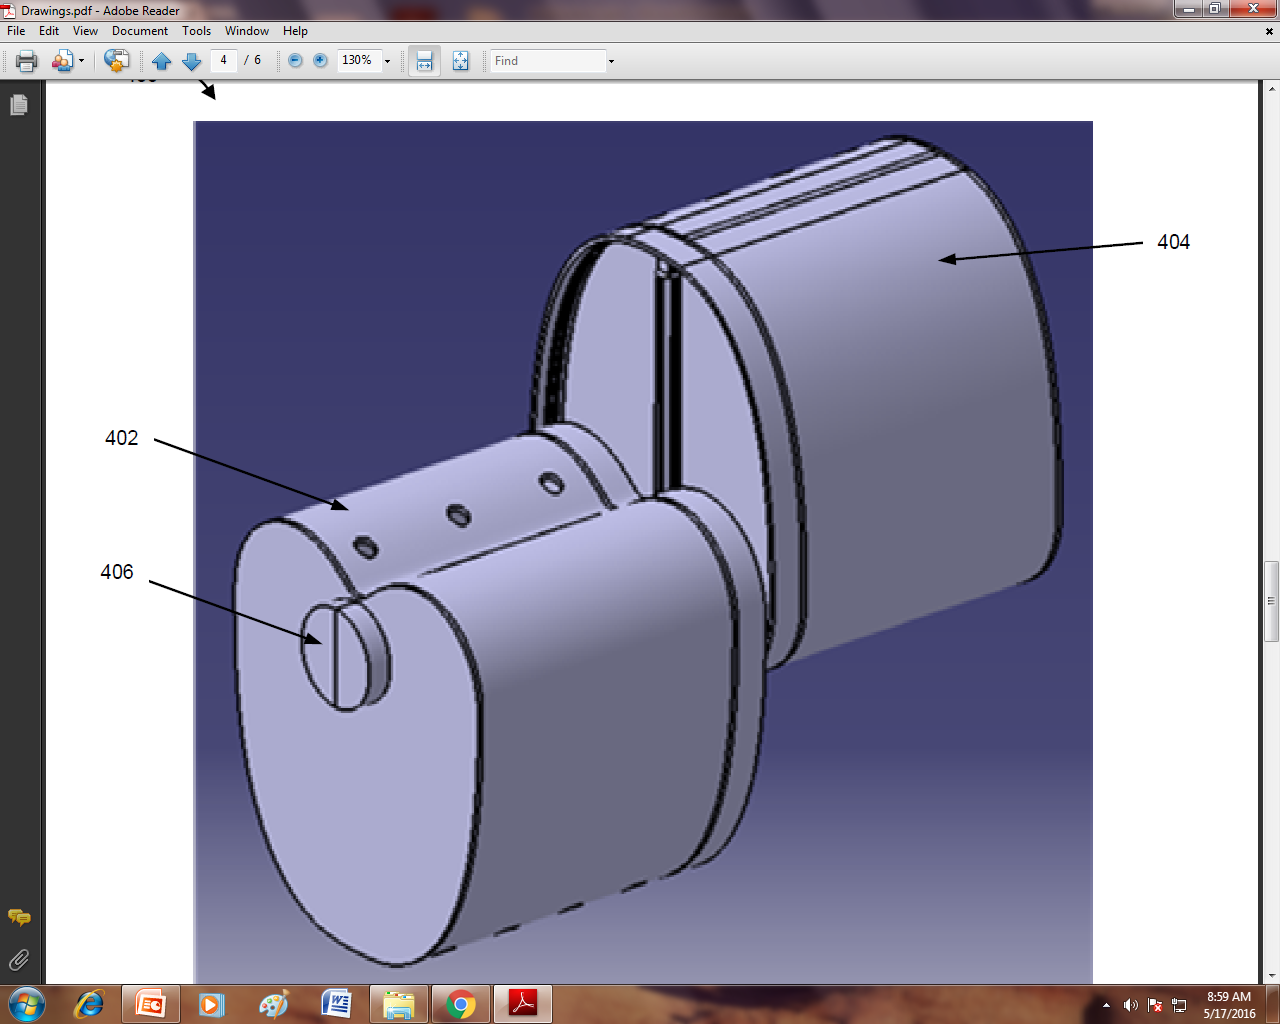 Drawings.pdf - Adobe Reader
File Edit View Document Tools Window Help
4 / 6 130% Find
404
402
406
8:59 AM
5/17/2016